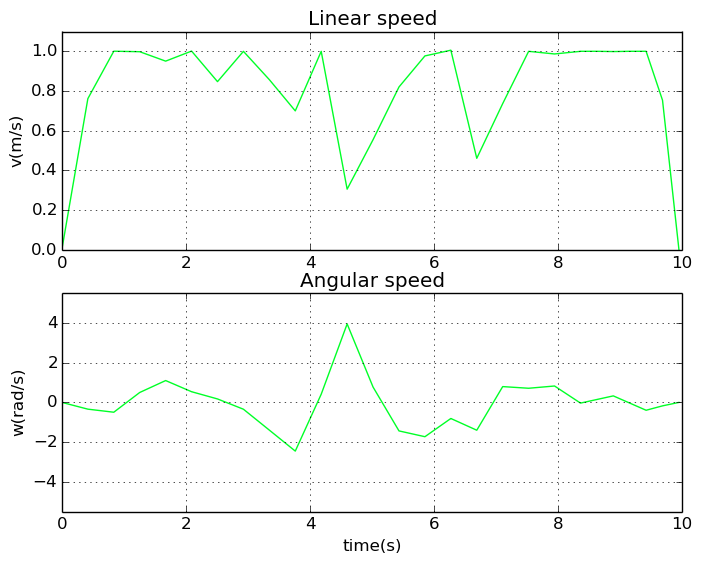 Linear speed
1.0
0.8
0.6
0.4
0.2
0.0
v(m/s)
0 2 4 6 8 10
Angular speed
4
2
0
−2
−4
w(rad/s)
0 2 4 6 8 10
time(s)